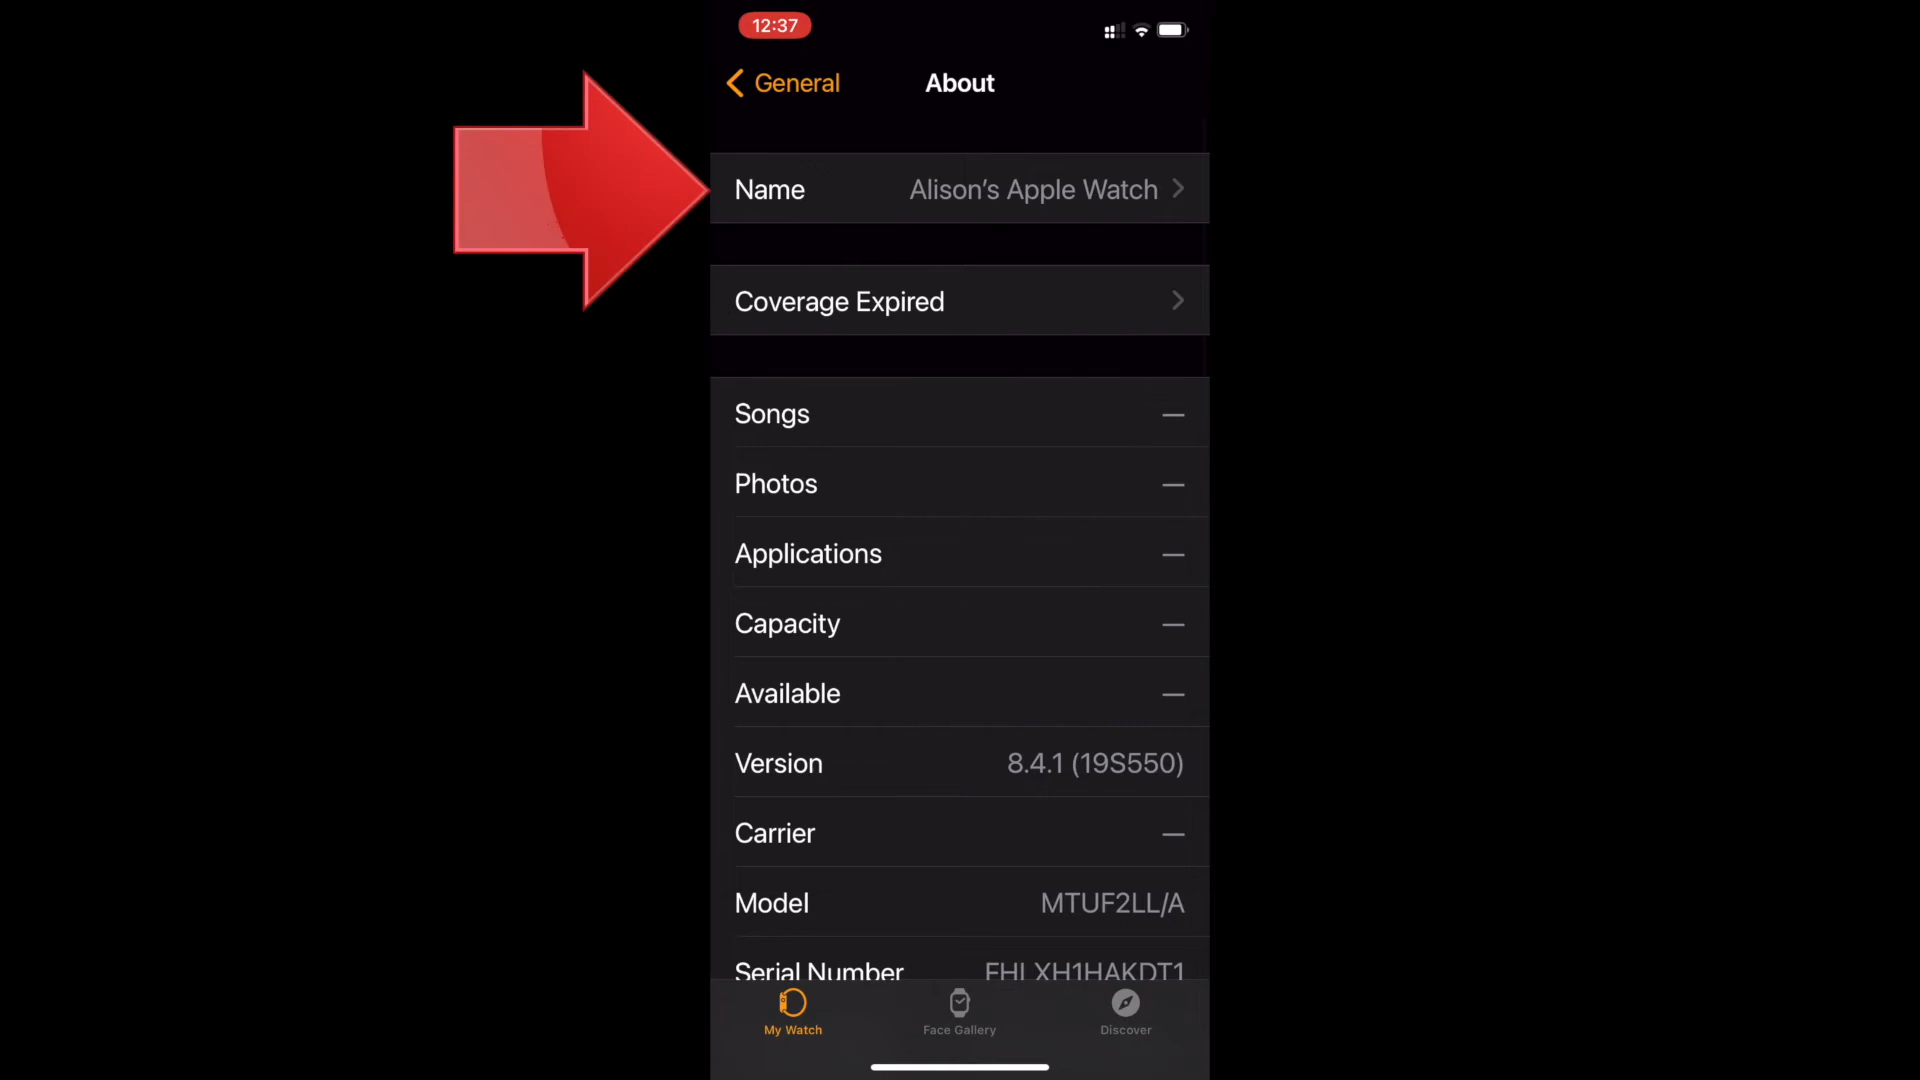 12:37
General
About
Name
Alison’s Apple Watch
Coverage Expired
Songs —
Photos —
Applications —
Capacity —
Available —
Version
8.4.1 (19S550)
Carrier —
Model
MTUF2LL/A
Serial Number
FHLXH1HAKDT1
My Watch
Face Gallery
Discover